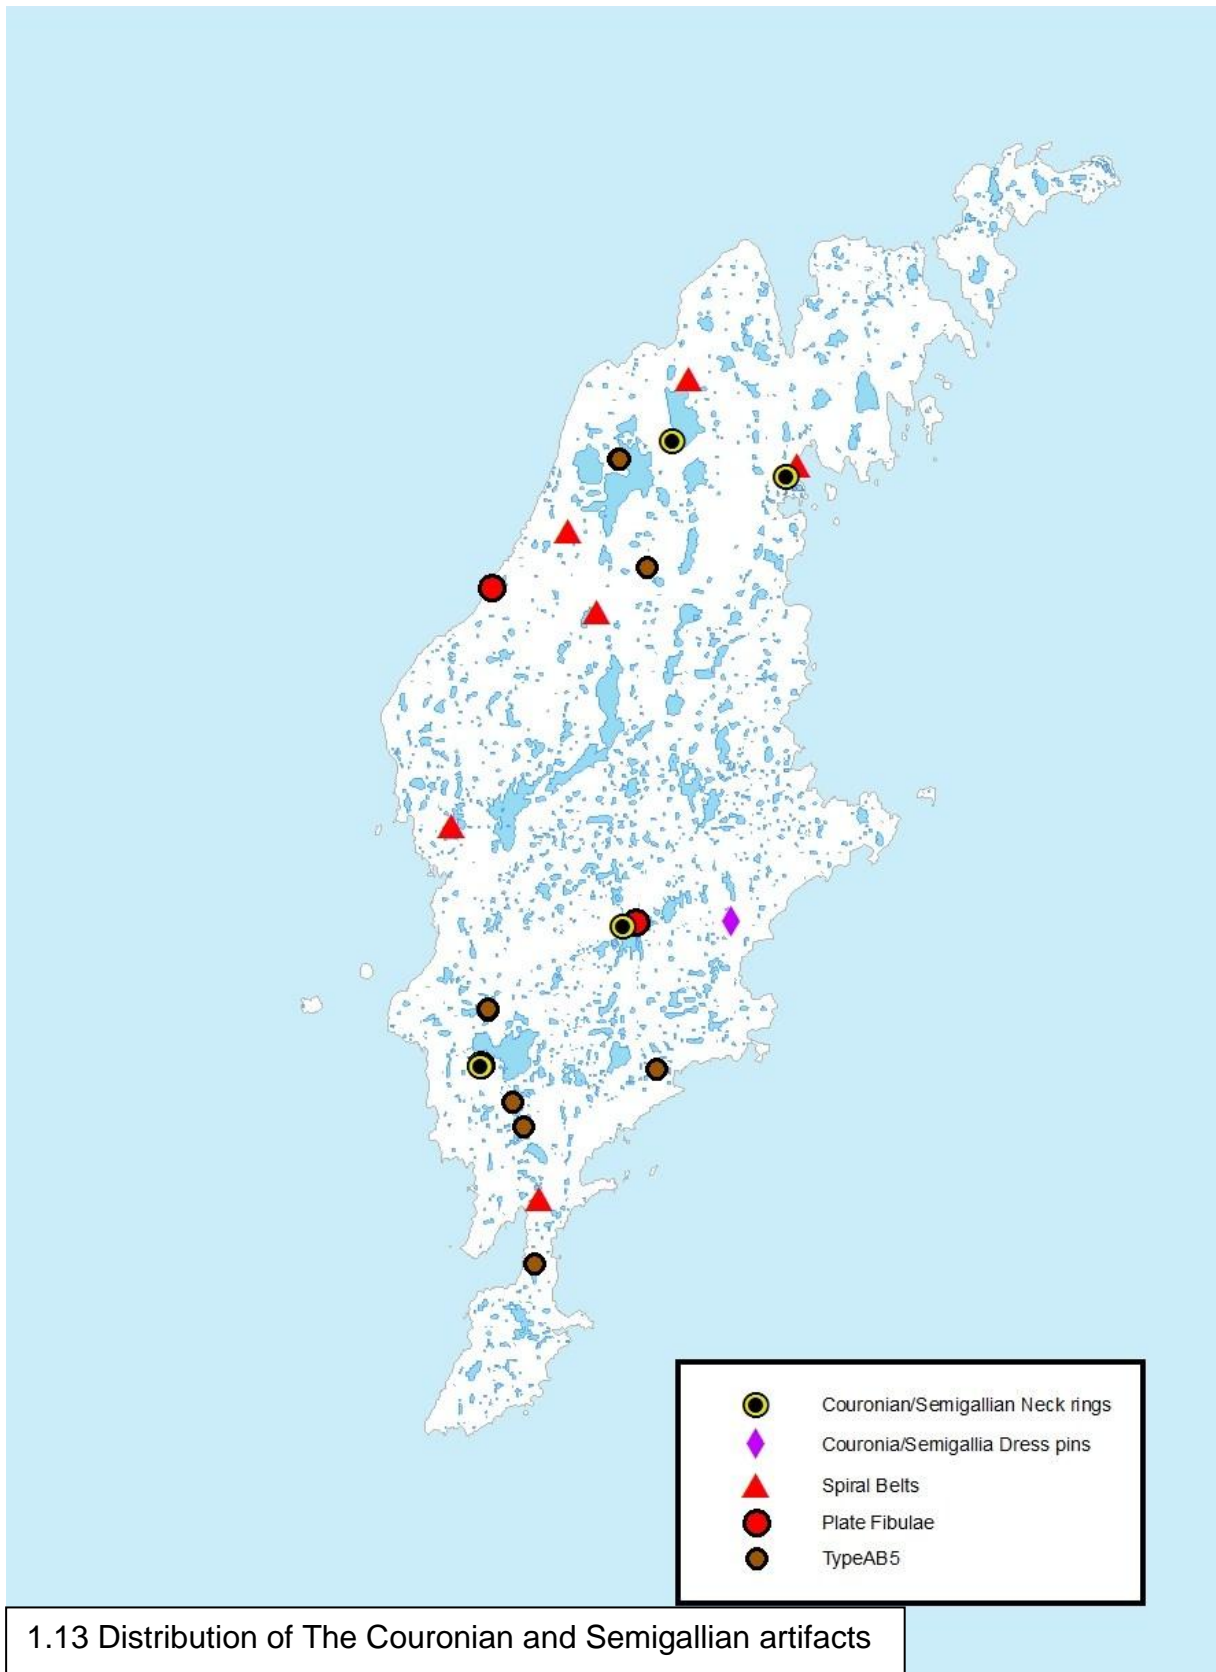 Couronian/Semigallian Neck rings
Couronia/Semigallia Dress pins
Spiral Belts
Plate Fibulae
TypeAB5
1.13 Distribution of The Couronian and Semigallian artifacts